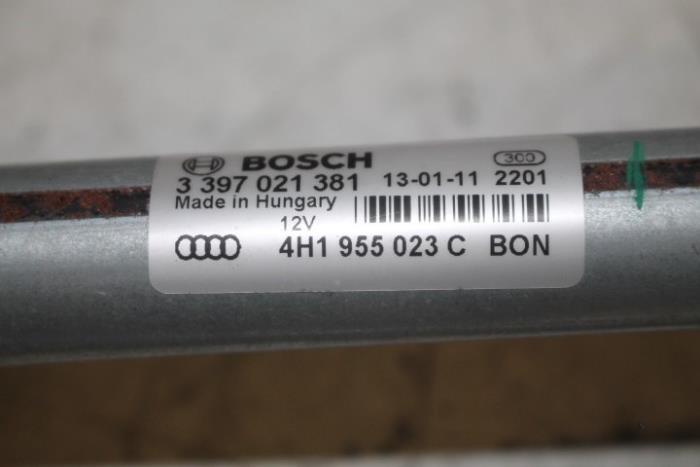 BOSCH 300
3 397 021 381 13-01-11 2201
Made in Hungary
12V
4H1 955 023 C BON